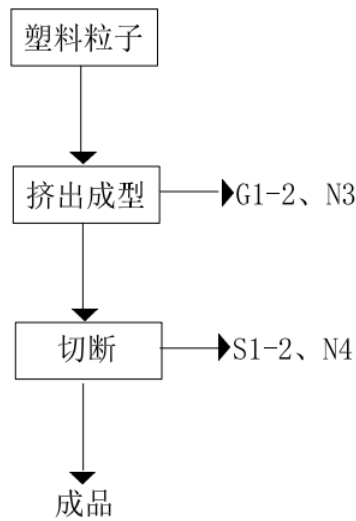 塑料粒子
挤出成型
G1-2、N3
切断
S1-2、N4
成品